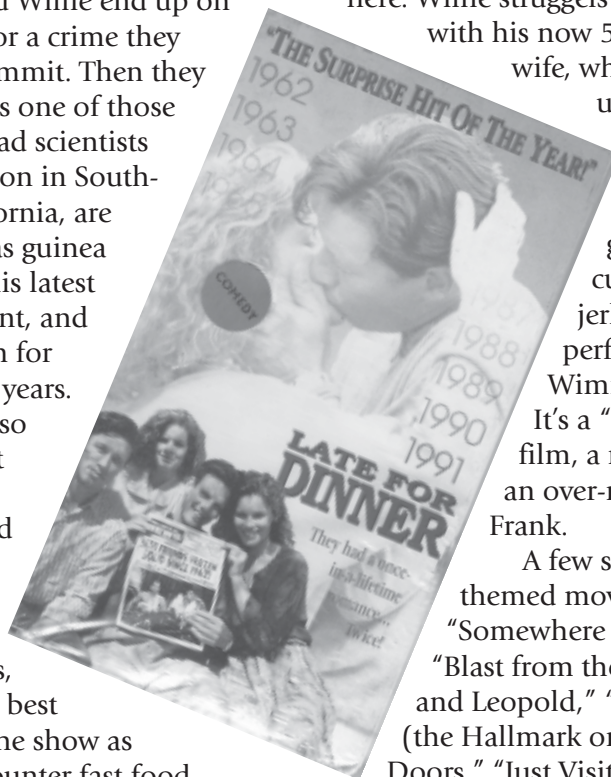 d Willie end up on
or a crime they
mmit. Then they
s one of those
ad scientists
on in South-
ornia, are
as guinea
is latest
nt, and
n for
years.
so
t
d
s,
best
ne show as
ounter fast food
"THE SURPRISE HIT OF THE YEAR!"
1962
1963
1964
COMEDY
1988
1989
1990
1991
LATE FOR
DINNER
They had a once-
in-a-lifetime
romance...
twice!
here. Willie struggles
with his now 5
wife, wh
u
g
cu
jer
perf
Wim
It's a “
film, a
an over-r
Frank.
A few s
themed mov
“Somewhere
“Blast from the
and Leopold,” “
(the Hallmark or
Doors,” “Just Visit